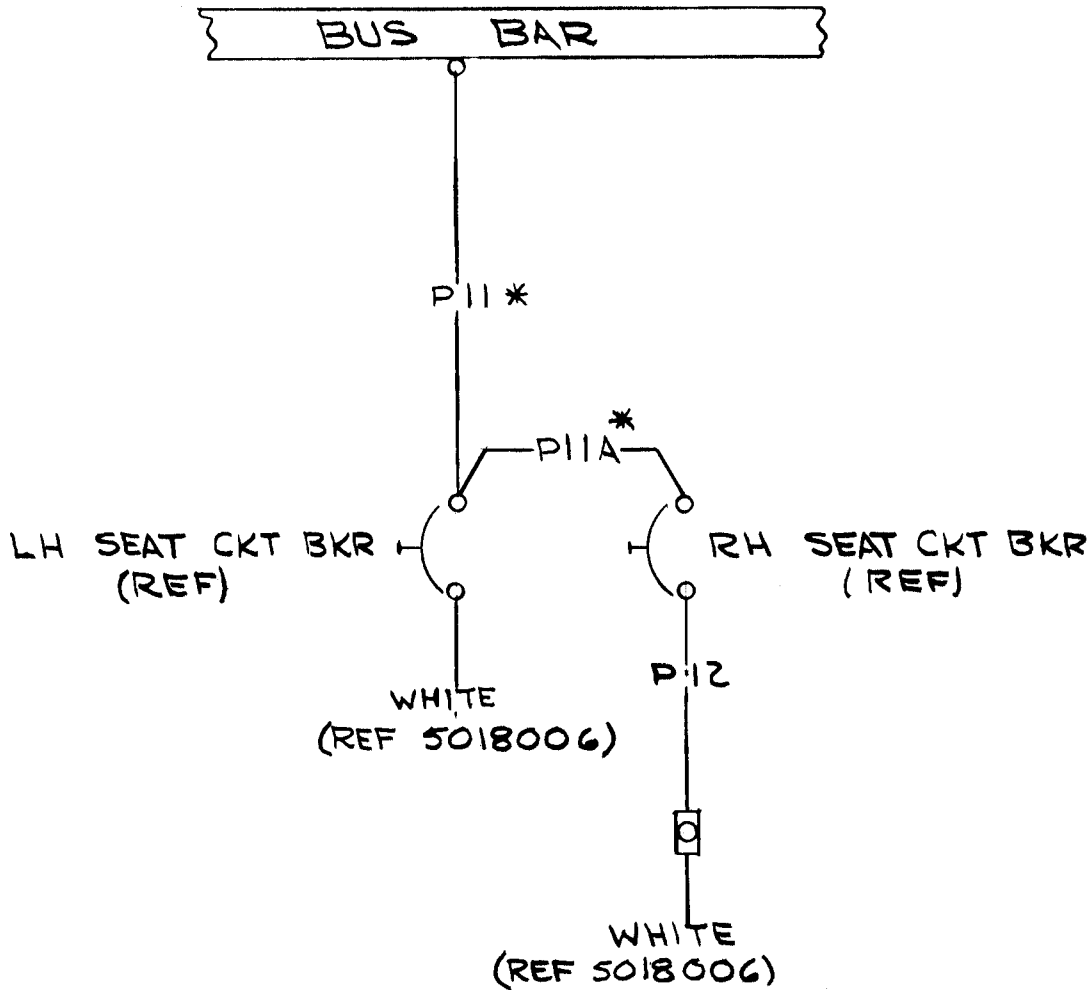 BUS BAR
P11 *
P11A *
LH SEAT CKT BKR
(REF)
RH SEAT CKT BKR
(REF)
P12
WHITE
(REF 5018006)
WHITE
(REF 5018006)